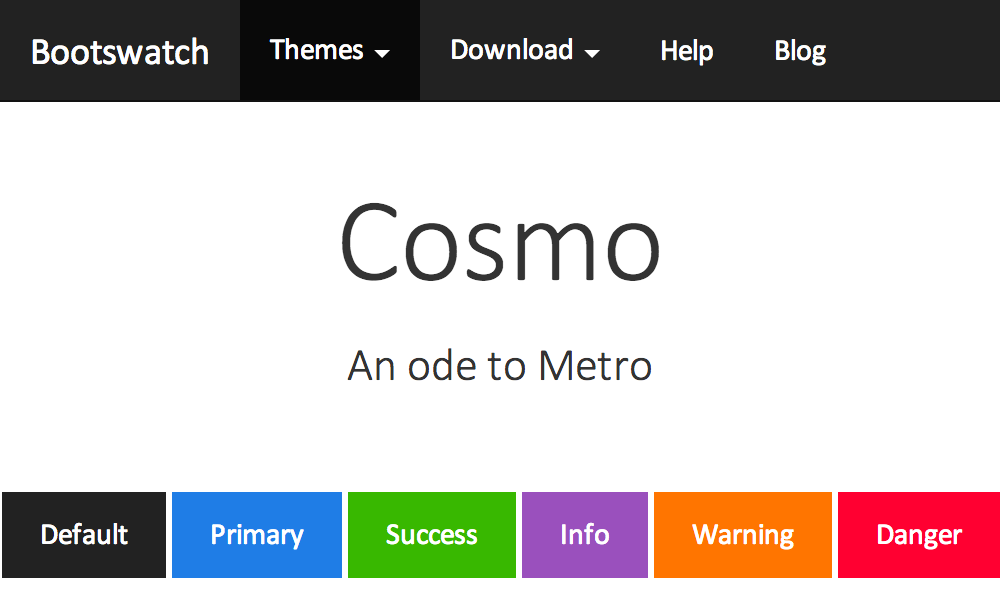 Bootswatch Themes Download Help Blog
Cosmo
An ode to Metro
Default Primary Success Info Warning Danger